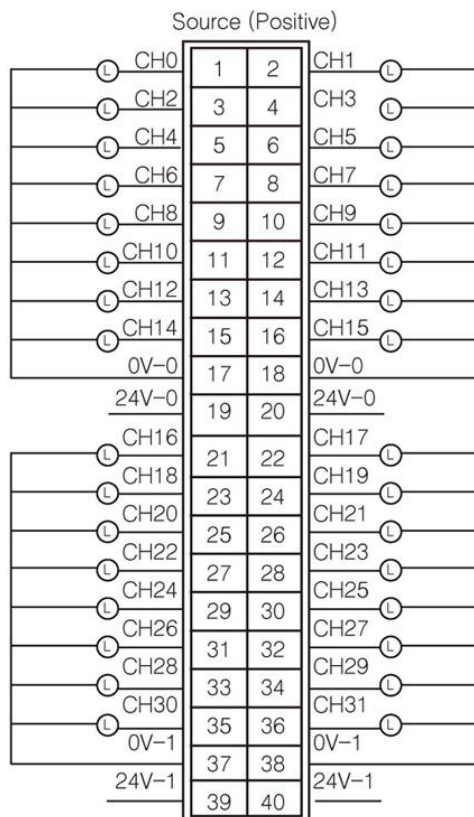 Source (Positive)
L CH0 1 2 CH1 L
L CH2 3 4 CH3 L
L CH4 5 6 CH5 L
L CH6 7 8 CH7 L
L CH8 9 10 CH9 L
L CH10 11 12 CH11 L
L CH12 13 14 CH13 L
L CH14 15 16 CH15 L
0V-0 17 18 0V-0
24V-0 19 20 24V-0
L CH16 21 22 CH17 L
L CH18 23 24 CH19 L
L CH20 25 26 CH21 L
L CH22 27 28 CH23 L
L CH24 29 30 CH25 L
L CH26 31 32 CH27 L
L CH28 33 34 CH29 L
L CH30 35 36 CH31 L
0V-1 37 38 0V-1
24V-1 39 40 24V-1